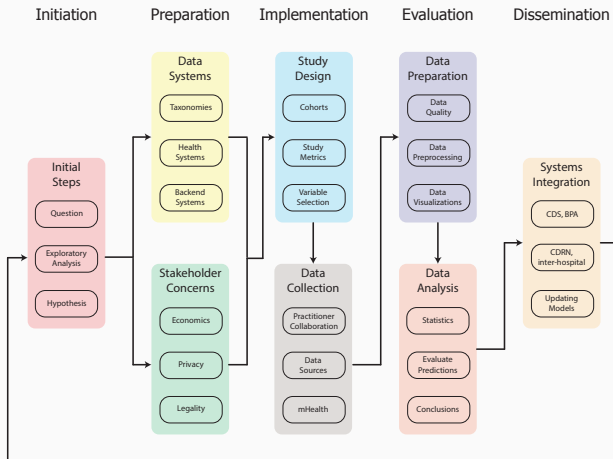 Initiation
Preparation
Implementation
Evaluation
Dissemination
Initial
Steps
Question
Exploratory
Analysis
Hypothesis
Data
Systems
Taxonomies
Health
Systems
Backend
Systems
Stakeholder
Concerns
Economics
Privacy
Legality
Study
Design
Cohorts
Study
Metrics
Variable
Selection
Data
Collection
Practitioner
Collaboration
Data
Sources
mHealth
Data
Preparation
Data
Quality
Data
Preprocessing
Data
Visualizations
Data
Analysis
Statistics
Evaluate
Predictions
Conclusions
Systems
Integration
CDS, BPA
CDRN,
inter-hospital
Updating
Models